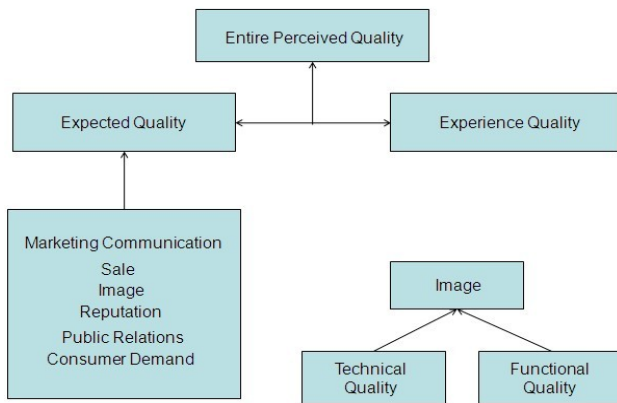 Entire Perceived Quality
Expected Quality
Experience Quality
Marketing Communication
Sale
Image
Reputation
Public Relations
Consumer Demand
Image
Technical
Quality
Functional
Quality